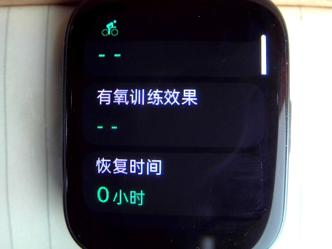 --
有氧训练效果
--
恢复时间
0小时